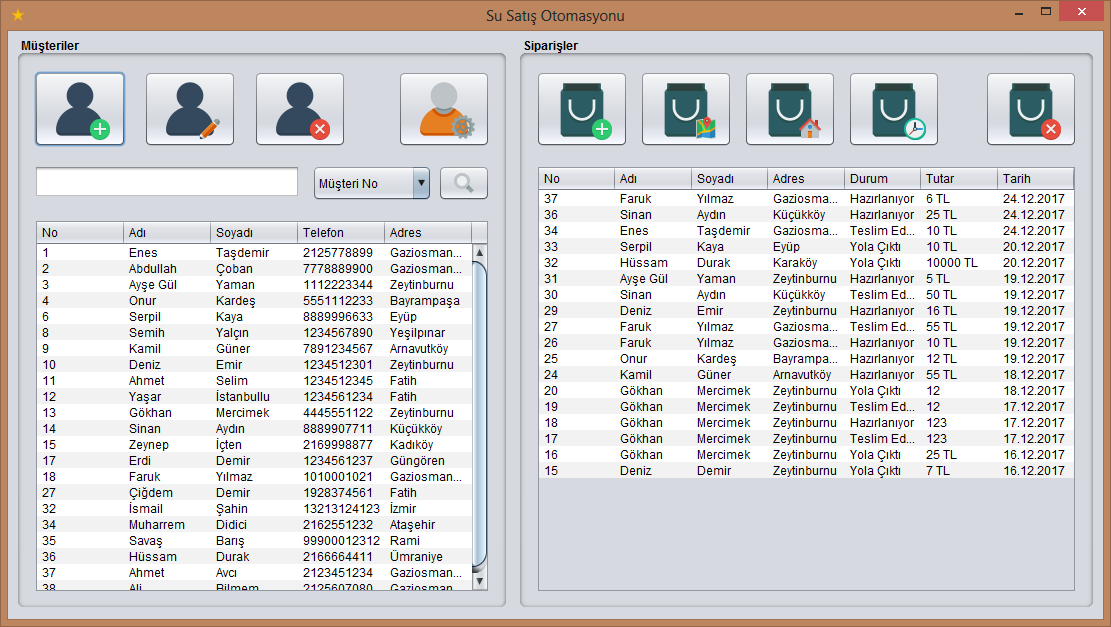 Su Satış Otomasyonu
Müşteriler
Müşteri No
No Adı Soyadı Telefon Adres
1 Enes Taşdemir 2125778899 Gaziosman...
2 Abdullah Çoban 7778889900 Gaziosman...
3 Ayşe Gül Yaman 1112223344 Zeytinburnu
4 Onur Kardeş 5551112233 Bayrampaşa
6 Serpil Kaya 8889996633 Eyüp
8 Semih Yalçın 1234567890 Yeşilpınar
9 Kamil Güner 7891234567 Arnavutköy
10 Deniz Emir 1234512301 Zeytinburnu
11 Ahmet Selim 1234512345 Fatih
12 Yaşar İstanbullu 1234561234 Fatih
13 Gökhan Mercimek 4445551122 Zeytinburnu
14 Sinan Aydın 8889907711 Küçükköy
15 Zeynep İçten 2169998877 Kadıköy
17 Erdi Demir 1234561237 Güngören
18 Faruk Yılmaz 1010001021 Gaziosman...
27 Çiğdem Demir 1928374561 Fatih
32 İsmail Şahin 13213124123 İzmir
34 Muharrem Didici 2162551232 Ataşehir
35 Savaş Barış 99900012312 Rami
36 Hüssam Durak 2166664411 Ümraniye
37 Ahmet Avcı 2123451234 Gaziosman...
38 Ali Bilmem 2125607080 Gaziosman...
Siparişler
No Adı Soyadı Adres Durum Tutar Tarih
37 Faruk Yılmaz Gaziosma... Hazırlanıyor 6 TL 24.12.2017
36 Sinan Aydın Küçükköy Hazırlanıyor 25 TL 24.12.2017
34 Enes Taşdemir Gaziosma... Teslim Ed... 10 TL 24.12.2017
33 Serpil Kaya Eyüp Yola Çıktı 10 TL 20.12.2017
32 Hüssam Durak Karaköy Yola Çıktı 10000 TL 20.12.2017
31 Ayşe Gül Yaman Zeytinburnu Hazırlanıyor 5 TL 19.12.2017
30 Sinan Aydın Küçükköy Teslim Ed... 50 TL 19.12.2017
29 Deniz Emir Zeytinburnu Hazırlanıyor 16 TL 19.12.2017
27 Faruk Yılmaz Gaziosma... Teslim Ed... 55 TL 19.12.2017
26 Faruk Yılmaz Gaziosma... Hazırlanıyor 10 TL 19.12.2017
25 Onur Kardeş Bayrampa... Hazırlanıyor 12 TL 19.12.2017
24 Kamil Güner Arnavutköy Hazırlanıyor 55 TL 18.12.2017
20 Gökhan Mercimek Zeytinburnu Yola Çıktı 12 18.12.2017
19 Gökhan Mercimek Zeytinburnu Teslim Ed... 12 17.12.2017
18 Gökhan Mercimek Zeytinburnu Hazırlanıyor 123 17.12.2017
17 Gökhan Mercimek Zeytinburnu Teslim Ed... 123 17.12.2017
16 Gökhan Mercimek Zeytinburnu Yola Çıktı 25 TL 16.12.2017
15 Deniz Demir Zeytinburnu Yola Çıktı 7 TL 16.12.2017